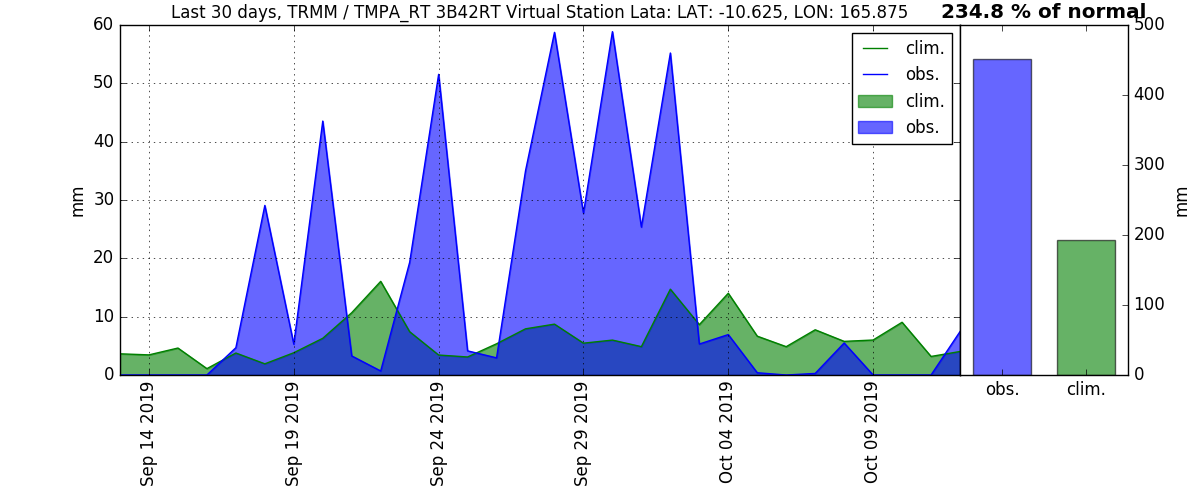 Last 30 days, TRMM / TMPA_RT 3B42RT Virtual Station Lata: LAT: -10.625, LON: 165.875
234.8 % of normal
60
50
40
30
20
10
0
mm
clim.
obs.
clim.
obs.
Sep 14 2019
Sep 19 2019
Sep 24 2019
Sep 29 2019
Oct 04 2019
Oct 09 2019
500
400
300
200
100
0
mm
obs.
clim.